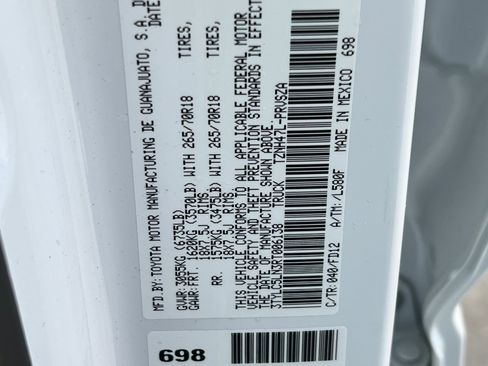 MFD BY: TOYOTA MOTOR MANUFACTURING DE GUANAJUATO, S.A. D
DATE
GVWR: 3055KG (6735LB)
GAWR: FRT. 1620KG (3570LB) WITH 265/70R18 TIRES,
18X7.5J RIMS,
RR. 1575KG (3475LB) WITH 265/70R18 TIRES,
18X7.5J RIMS,
THIS VEHICLE CONFORMS TO ALL APPLICABLE FEDERAL MOTOR
VEHICLE SAFETY AND THEFT PREVENTION STANDARDS IN EFFECT
ON THE DATE OF MANUFACTURE SHOWN ABOVE.
3TYLC5LN3RT006138 TRUCK TZNH47L-PRVSZA
C/TR: 040/FD12 A/TM: /L580F MADE IN MEXICO 698
698